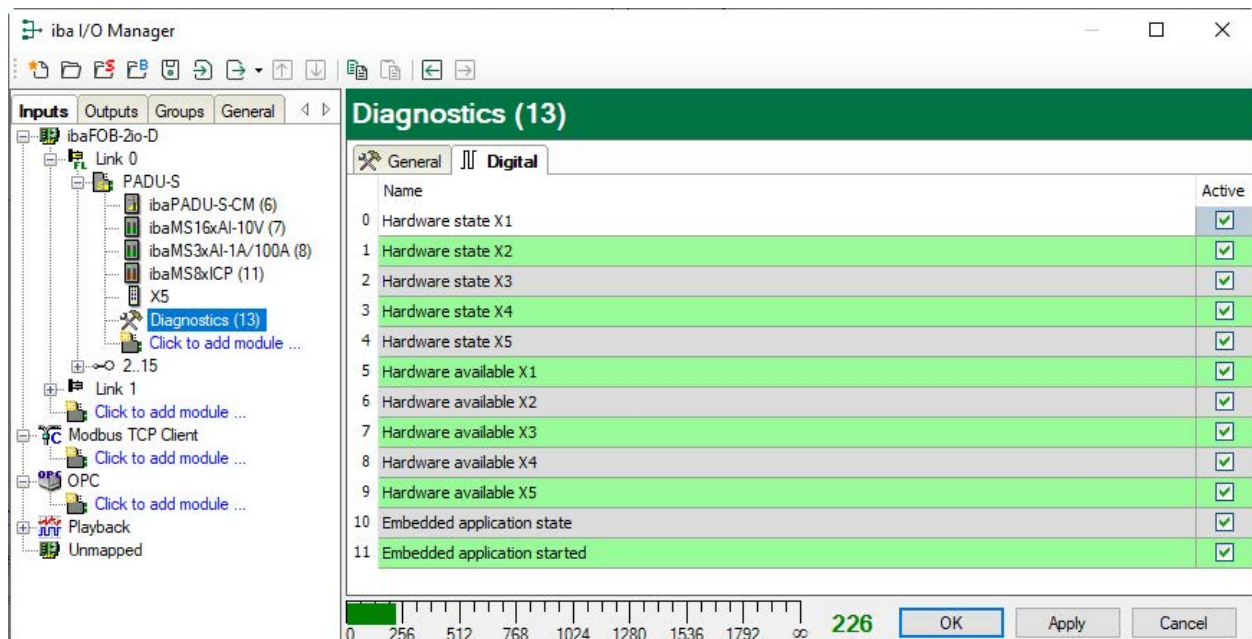 iba I/O Manager
Inputs Outputs Groups General
ibaFOB-2io-D
Link 0
PADU-S
ibaPADU-S-CM (6)
ibaMS16xAI-10V (7)
ibaMS3xAI-1A/100A (8)
ibaMS8xICP (11)
X5
Diagnostics (13)
Click to add module ...
2..15
Link 1
Click to add module ...
Modbus TCP Client
Click to add module ...
OPC
Click to add module ...
Playback
Unmapped
Diagnostics (13)
General Digital
Name Active
0 Hardware state X1
1 Hardware state X2
2 Hardware state X3
3 Hardware state X4
4 Hardware state X5
5 Hardware available X1
6 Hardware available X2
7 Hardware available X3
8 Hardware available X4
9 Hardware available X5
10 Embedded application state
11 Embedded application started
0 256 512 768 1024 1280 1536 1792 ∞ 226 OK Apply Cancel